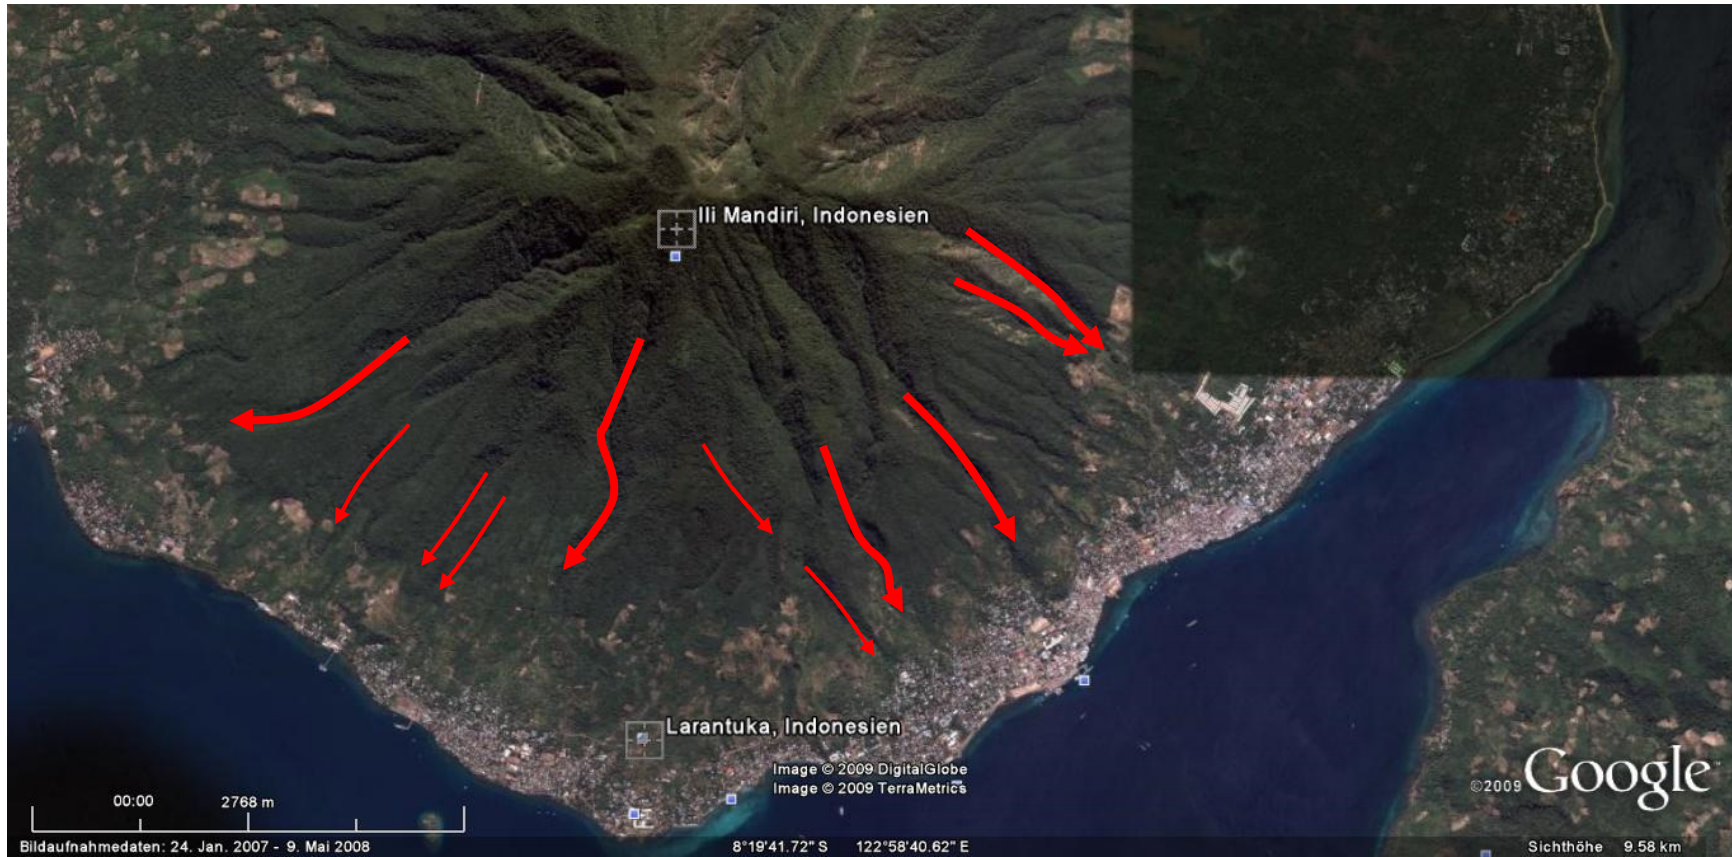 Ili Mandiri, Indonesien
Larantuka, Indonesien
Image © 2009 DigitalGlobe
Image © 2009 TerraMetrics
©2009 Google™
00:00 2768 m
Bildaufnahmedaten: 24. Jan. 2007 - 9. Mai 2008
8°19'41.72" S 122°58'40.62" E
Sichthöhe 9.58 km